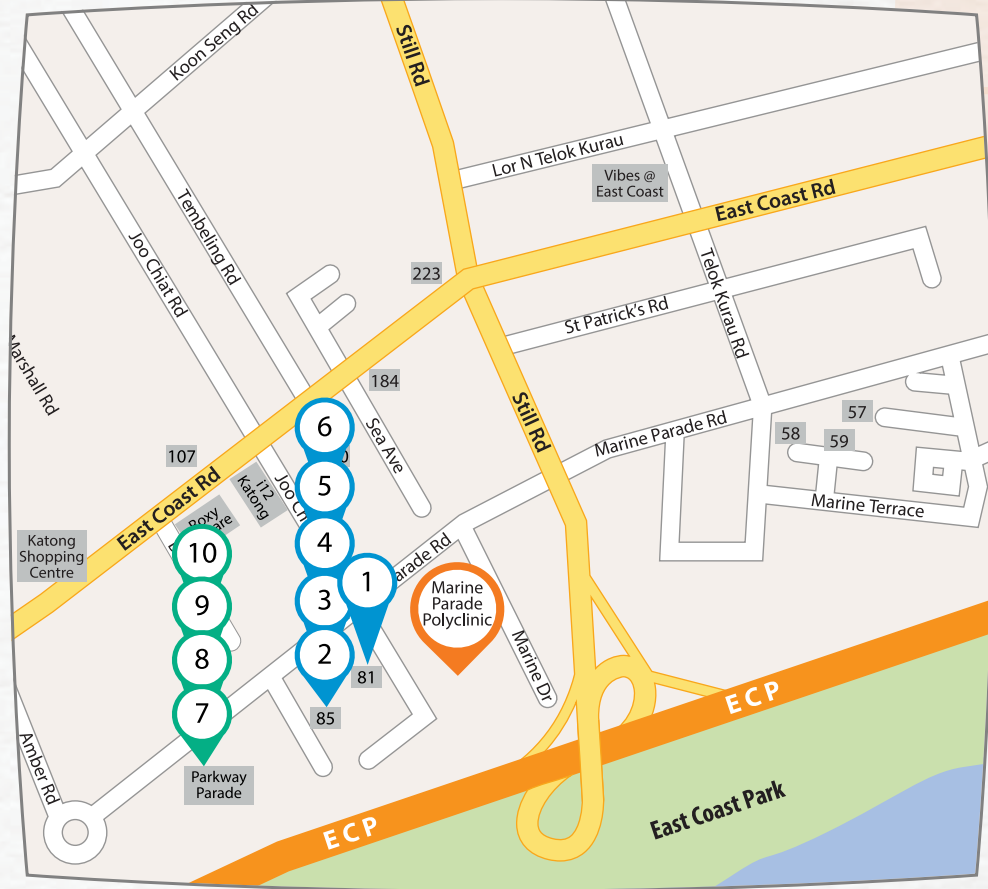 Koon Seng Rd
Still Rd
Lor N Telok Kurau
Vibes @
East Coast
East Coast Rd
Tembeling Rd
Joo Chiat Rd
223
Telok Kurau Rd
St Patrick's Rd
Marshall Rd
184
Still Rd
Sea Ave
57
58
59
Marine Parade Rd
6
107
i12
Katong
5
East Coast Rd
Marine Terrace
Katong
Shopping
Centre
10
4
1
Marine
Parade
Polyclinic
9
3
8
2
81
Marine Dr
7
85
ECP
Amber Rd
Parkway
Parade
ECP
East Coast Park